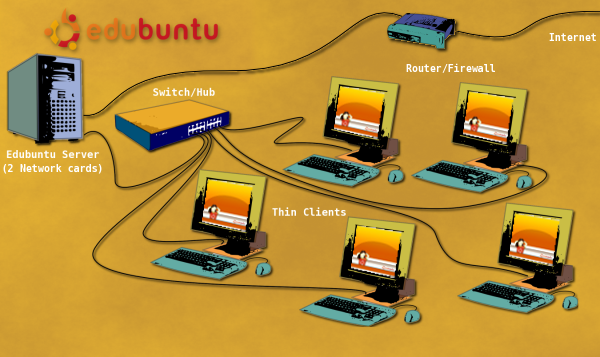 edubuntu
Internet
Router/Firewall
Switch/Hub
Edubuntu Server
(2 Network cards)
Thin Clients